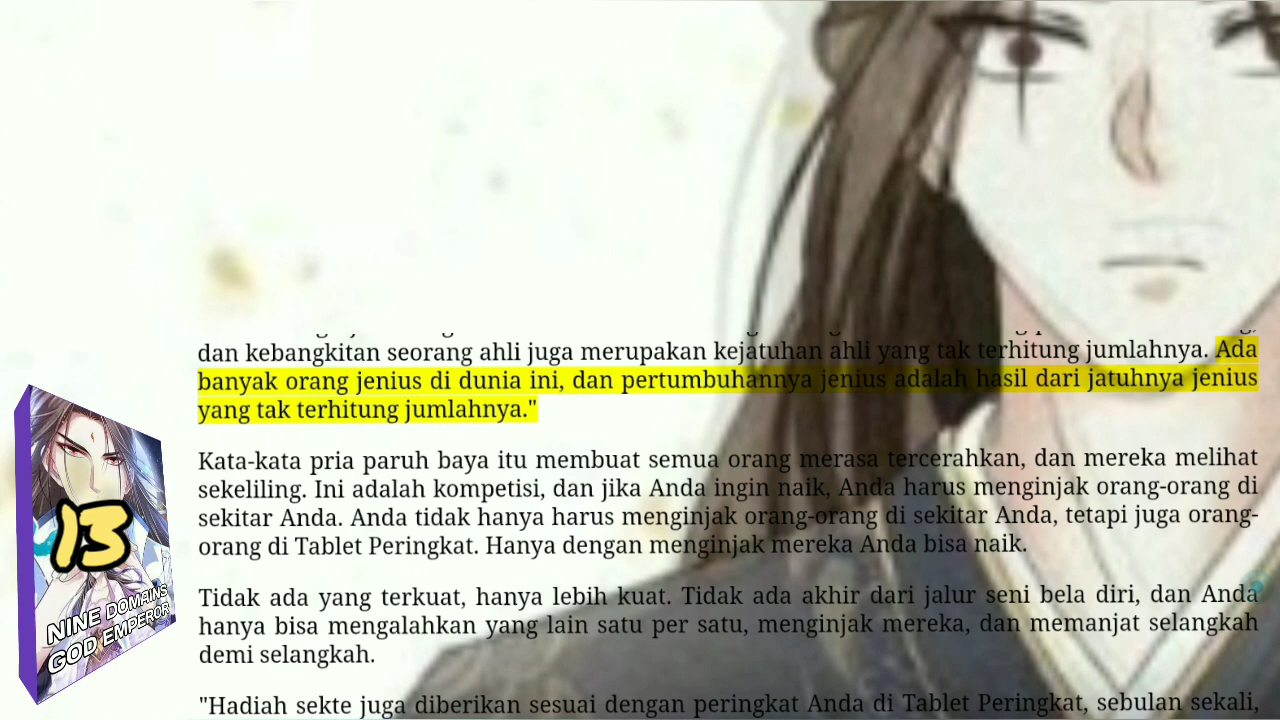 dan kebangkitan seorang ahli juga merupakan kejatuhan ahli yang tak terhitung jumlahnya. Ada
banyak orang jenius di dunia ini, dan pertumbuhannya jenius adalah hasil dari jatuhnya jenius
yang tak terhitung jumlahnya."
Kata-kata pria paruh baya itu membuat semua orang merasa tercerahkan, dan mereka melihat
sekeliling. Ini adalah kompetisi, dan jika Anda ingin naik, Anda harus menginjak orang-orang di
sekitar Anda. Anda tidak hanya harus menginjak orang-orang di sekitar Anda, tetapi juga orang-
orang di Tablet Peringkat. Hanya dengan menginjak mereka Anda bisa naik.
Tidak ada yang terkuat, hanya lebih kuat. Tidak ada akhir dari jalur seni bela diri, dan Anda
hanya bisa mengalahkan yang lain satu per satu, menginjak mereka, dan memanjat selangkah
demi selangkah.
"Hadiah sekte juga diberikan sesuai dengan peringkat Anda di Tablet Peringkat, sebulan sekali,
13
NINE DOMAINS
GOD EMPEROR